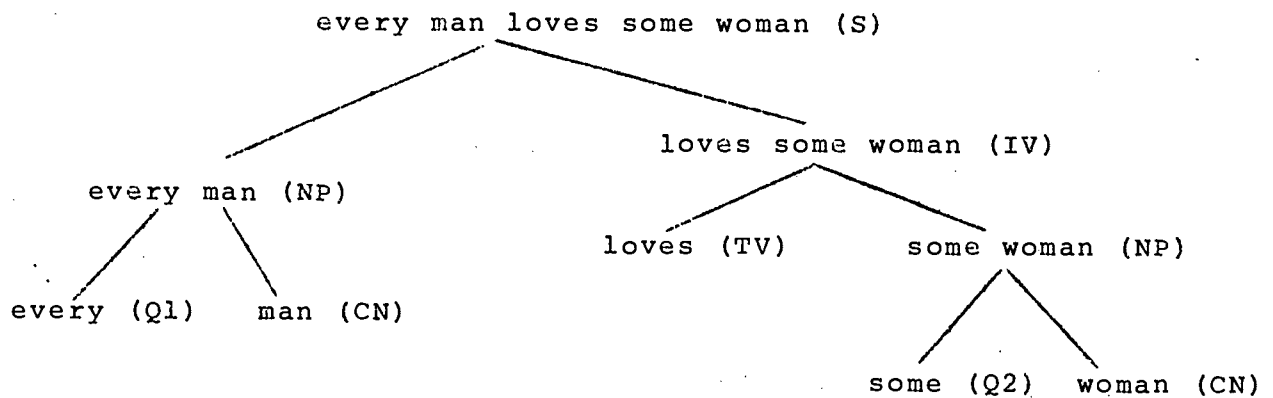 every man loves some woman (S)
loves some woman (IV)
every man (NP)
loves (TV) some woman (NP)
every (Q1) man (CN)
some (Q2) woman (CN)